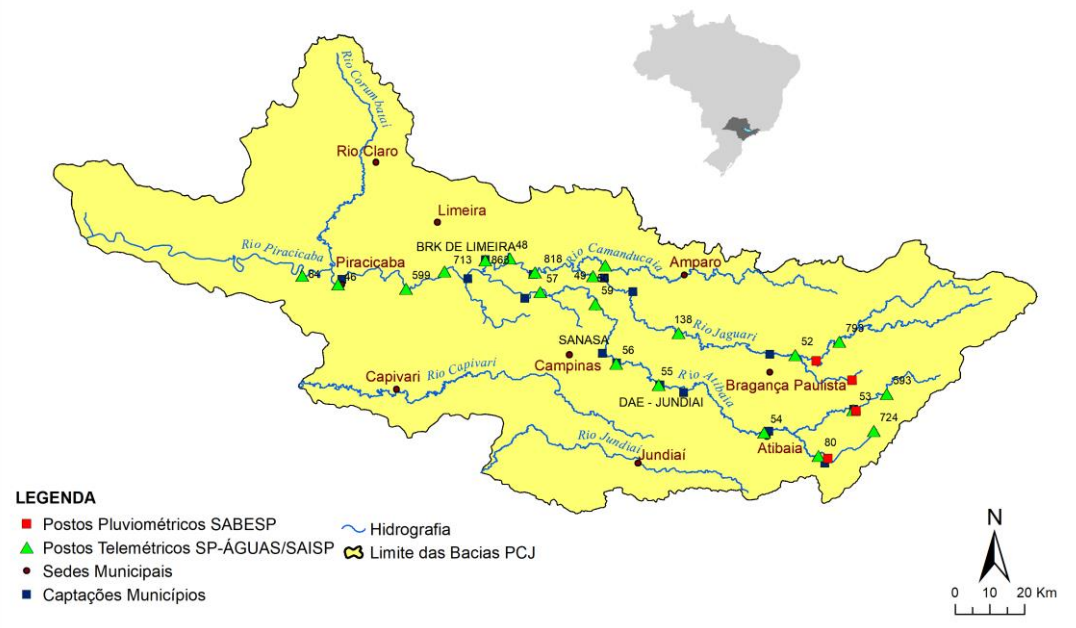 Rio Corumbataí
Rio Claro
Limeira
Rio Piracicaba
Piracicaba
BRK DE LIMEIRA
48
Rio Camanducaia
84
46
599
713
868
818
49
57
59
Amparo
138
Rio Jaguari
52
798
SANASA
Campinas
56
Capivari
Rio Capivari
55
Rio Atibaia
DAE - JUNDIAI
Bragança Paulista
593
53
724
54
Atibaia
80
Rio Jundiaí
Jundiaí
LEGENDA
Postos Pluviométricos SABESP
Postos Telemétricos SP-ÁGUAS/SAISP
Sedes Municipais
Captações Municípios
Hidrografia
Limite das Bacias PCJ
N
0 10 20 Km